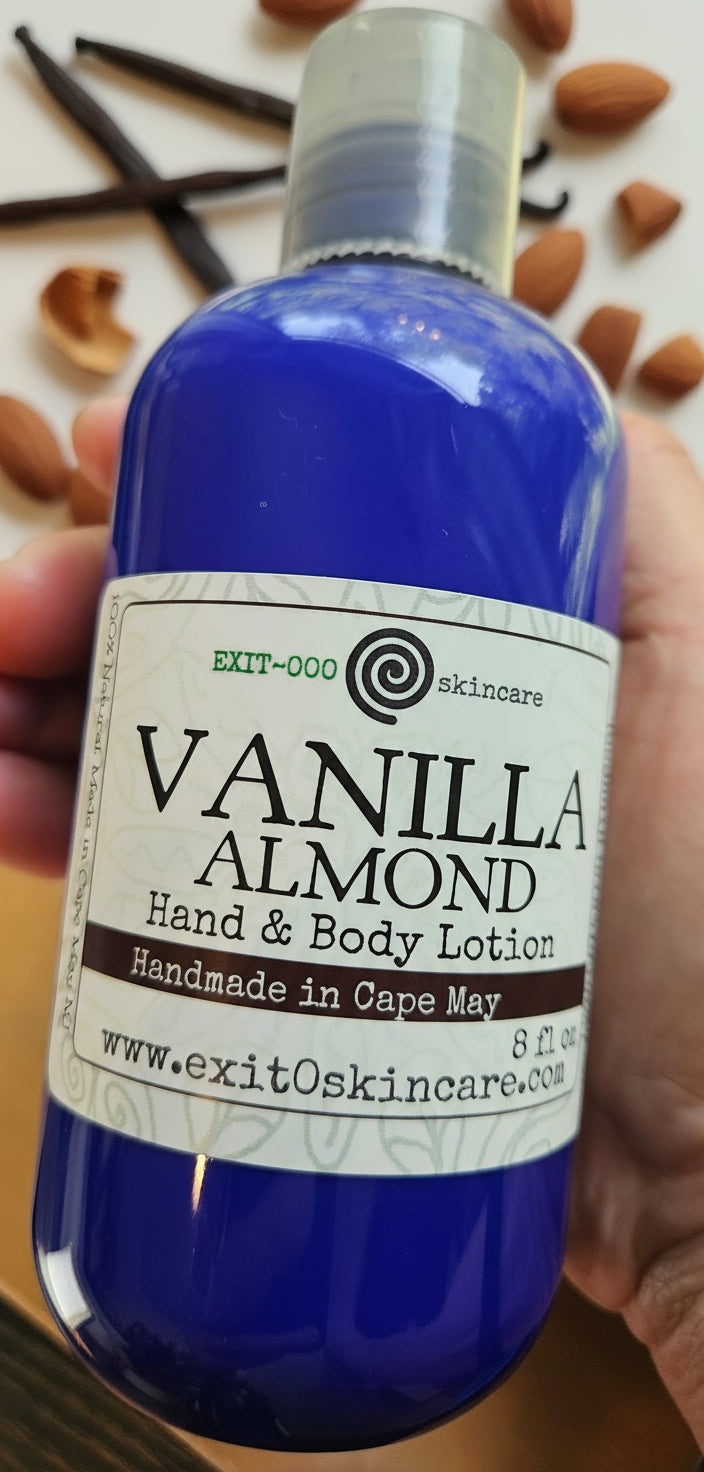 EXIT~000 skincare
VANILLA
ALMOND
Hand & Body Lotion
Handmade in Cape May
8 fl oz
www.exit0skincare.com
100% Natural. Made in Cape May NJ